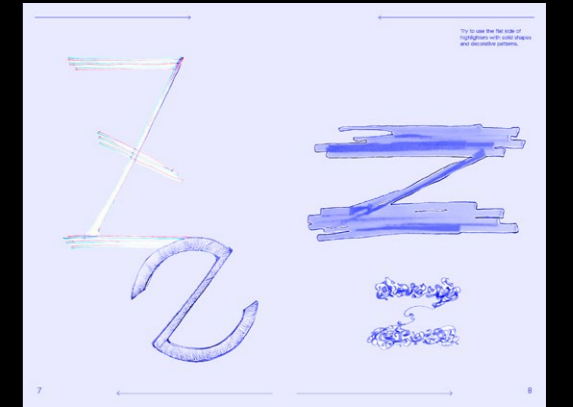 Try to use the flat side of
highlighters with solid shapes
and decorative patterns.
Z
Z
Z
Z
7
8